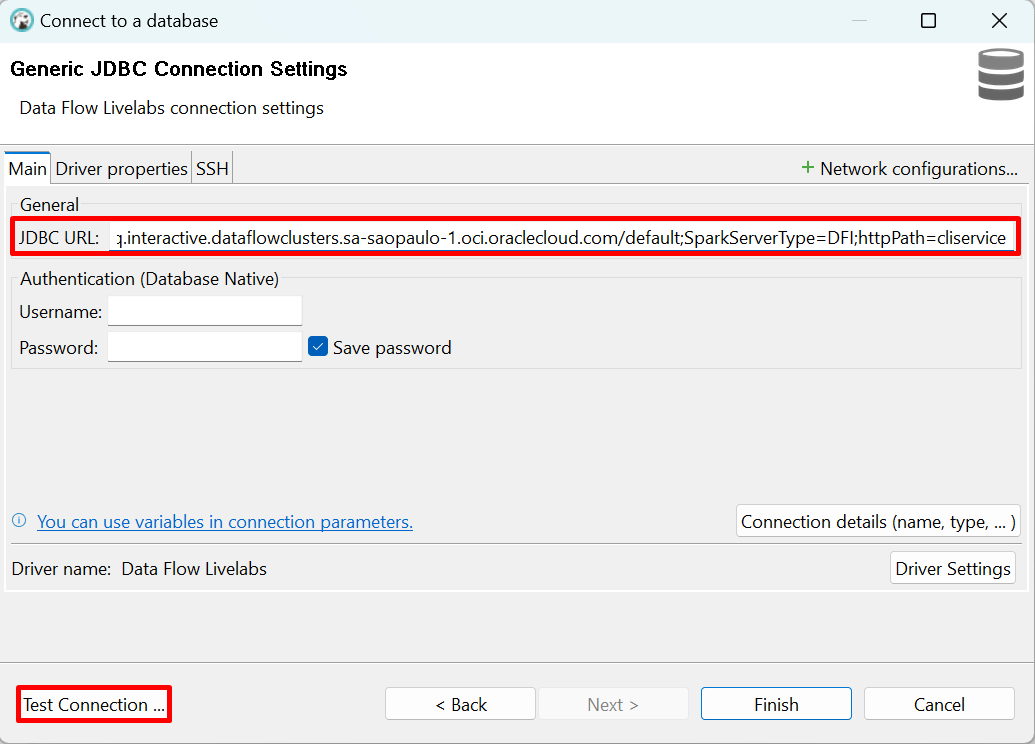 Connect to a database
Generic JDBC Connection Settings
Data Flow Livelabs connection settings
Main Driver properties SSH + Network configurations...
General
JDBC URL: .interactive.dataflowclusters.sa-saopaulo-1.oci.oraclecloud.com/default;SparkServerType=DFI;httpPath=cliservice
Authentication (Database Native)
Username:
Password: Save password
You can use variables in connection parameters. Connection details (name, type, ... )
Driver name: Data Flow Livelabs Driver Settings
Test Connection ... < Back Next > Finish Cancel